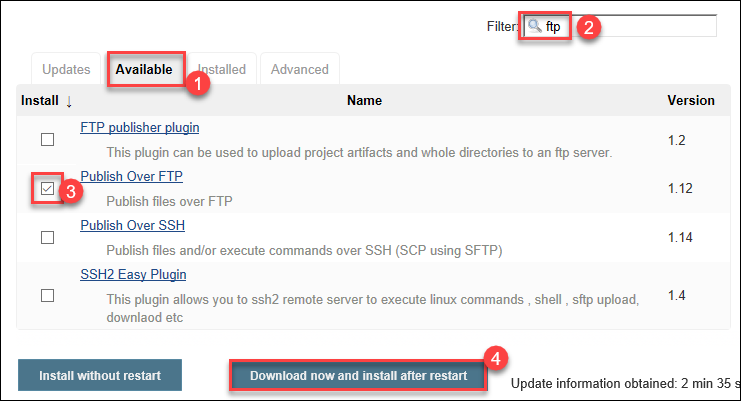 Filter: ftp 2
Updates Available Installed Advanced
1
Install ↓ Name Version
FTP publisher plugin
This plugin can be used to upload project artifacts and whole directories to an ftp server.
1.2
Publish Over FTP
3
Publish files over FTP
1.12
Publish Over SSH
Publish files and/or execute commands over SSH (SCP using SFTP)
1.14
SSH2 Easy Plugin
This plugin allows you to ssh2 remote server to execute linux commands , shell , sftp upload,
downlaod etc
1.4
4
Install without restart Download now and install after restart Update information obtained: 2 min 35 s